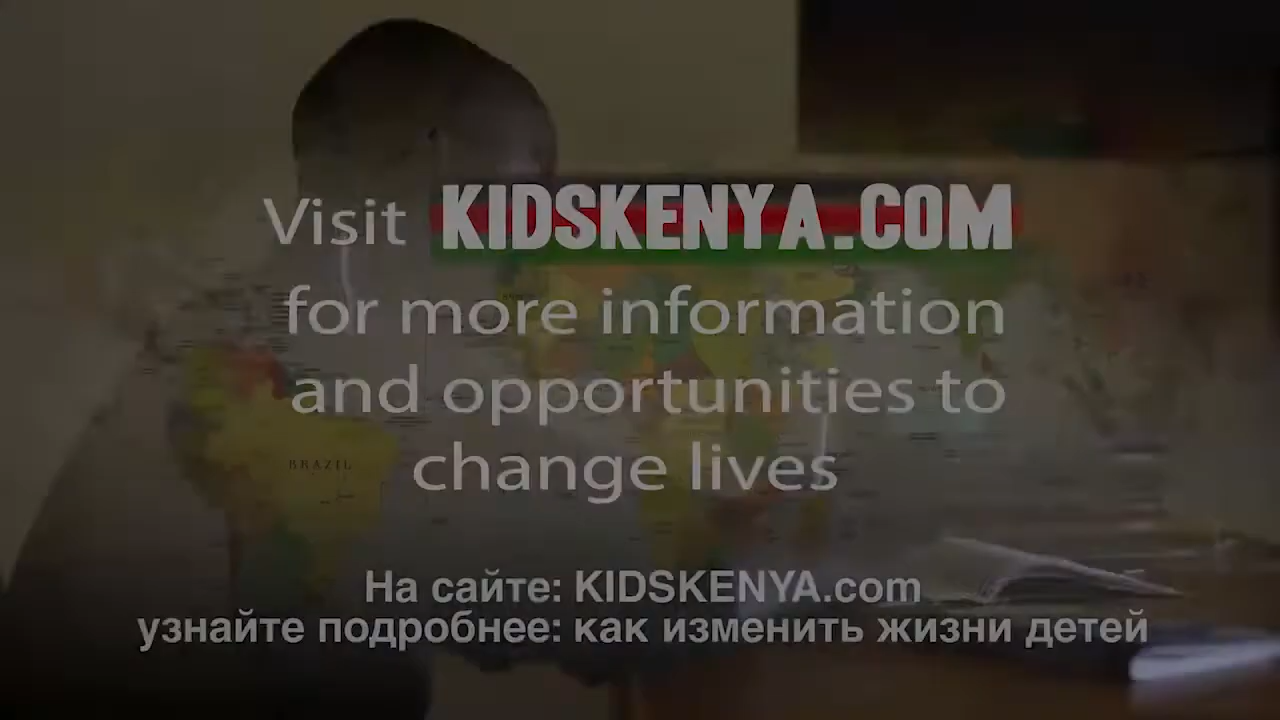 Visit KIDSKENYA.COM
for more information
and opportunities to
change lives
BRAZIL
На сайте: KIDSKENYA.com
узнайте подробнее: как изменить жизни детей